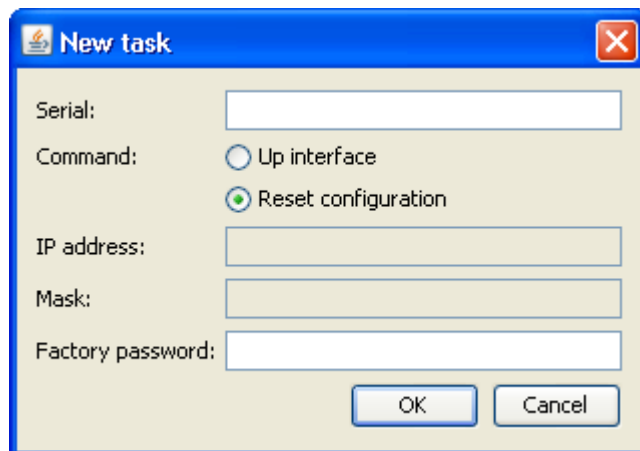 New task
Serial:
Command:
Up interface
Reset configuration
IP address:
Mask:
Factory password:
OK
Cancel